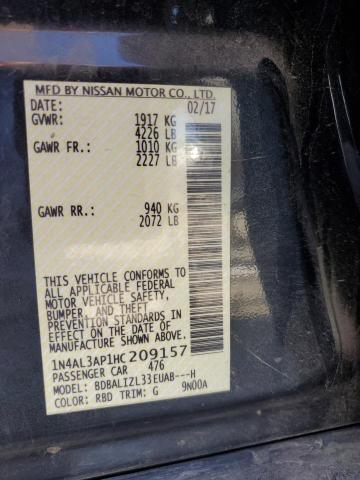 MFD BY NISSAN MOTOR CO., LTD.
DATE: 02/17
GVWR: 1917 KG
4226 LB
GAWR FR.: 1010 KG
2227 LB
GAWR RR.: 940 KG
2072 LB
THIS VEHICLE CONFORMS TO
ALL APPLICABLE FEDERAL
MOTOR VEHICLE SAFETY,
BUMPER, AND THEFT
PREVENTION STANDARDS IN
EFFECT ON THE DATE OF
MANUFACTURE SHOWN ABOVE.
1N4AL3AP1HC209157
PASSENGER CAR 476
MODEL: BDBALIZL33EUAB---H
COLOR: RBD TRIM: G 9N00A